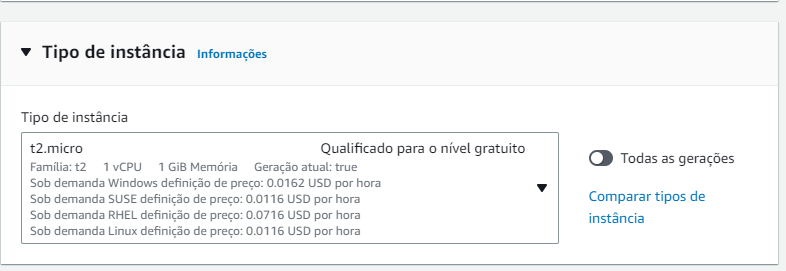 Tipo de instância Informações
Tipo de instância
t2.micro Qualificado para o nível gratuito
Família: t2 1 vCPU 1 GiB Memória Geração atual: true
Sob demanda Windows definição de preço: 0.0162 USD por hora
Sob demanda SUSE definição de preço: 0.0116 USD por hora
Sob demanda RHEL definição de preço: 0.0716 USD por hora
Sob demanda Linux definição de preço: 0.0116 USD por hora
Todas as gerações
Comparar tipos de
instância